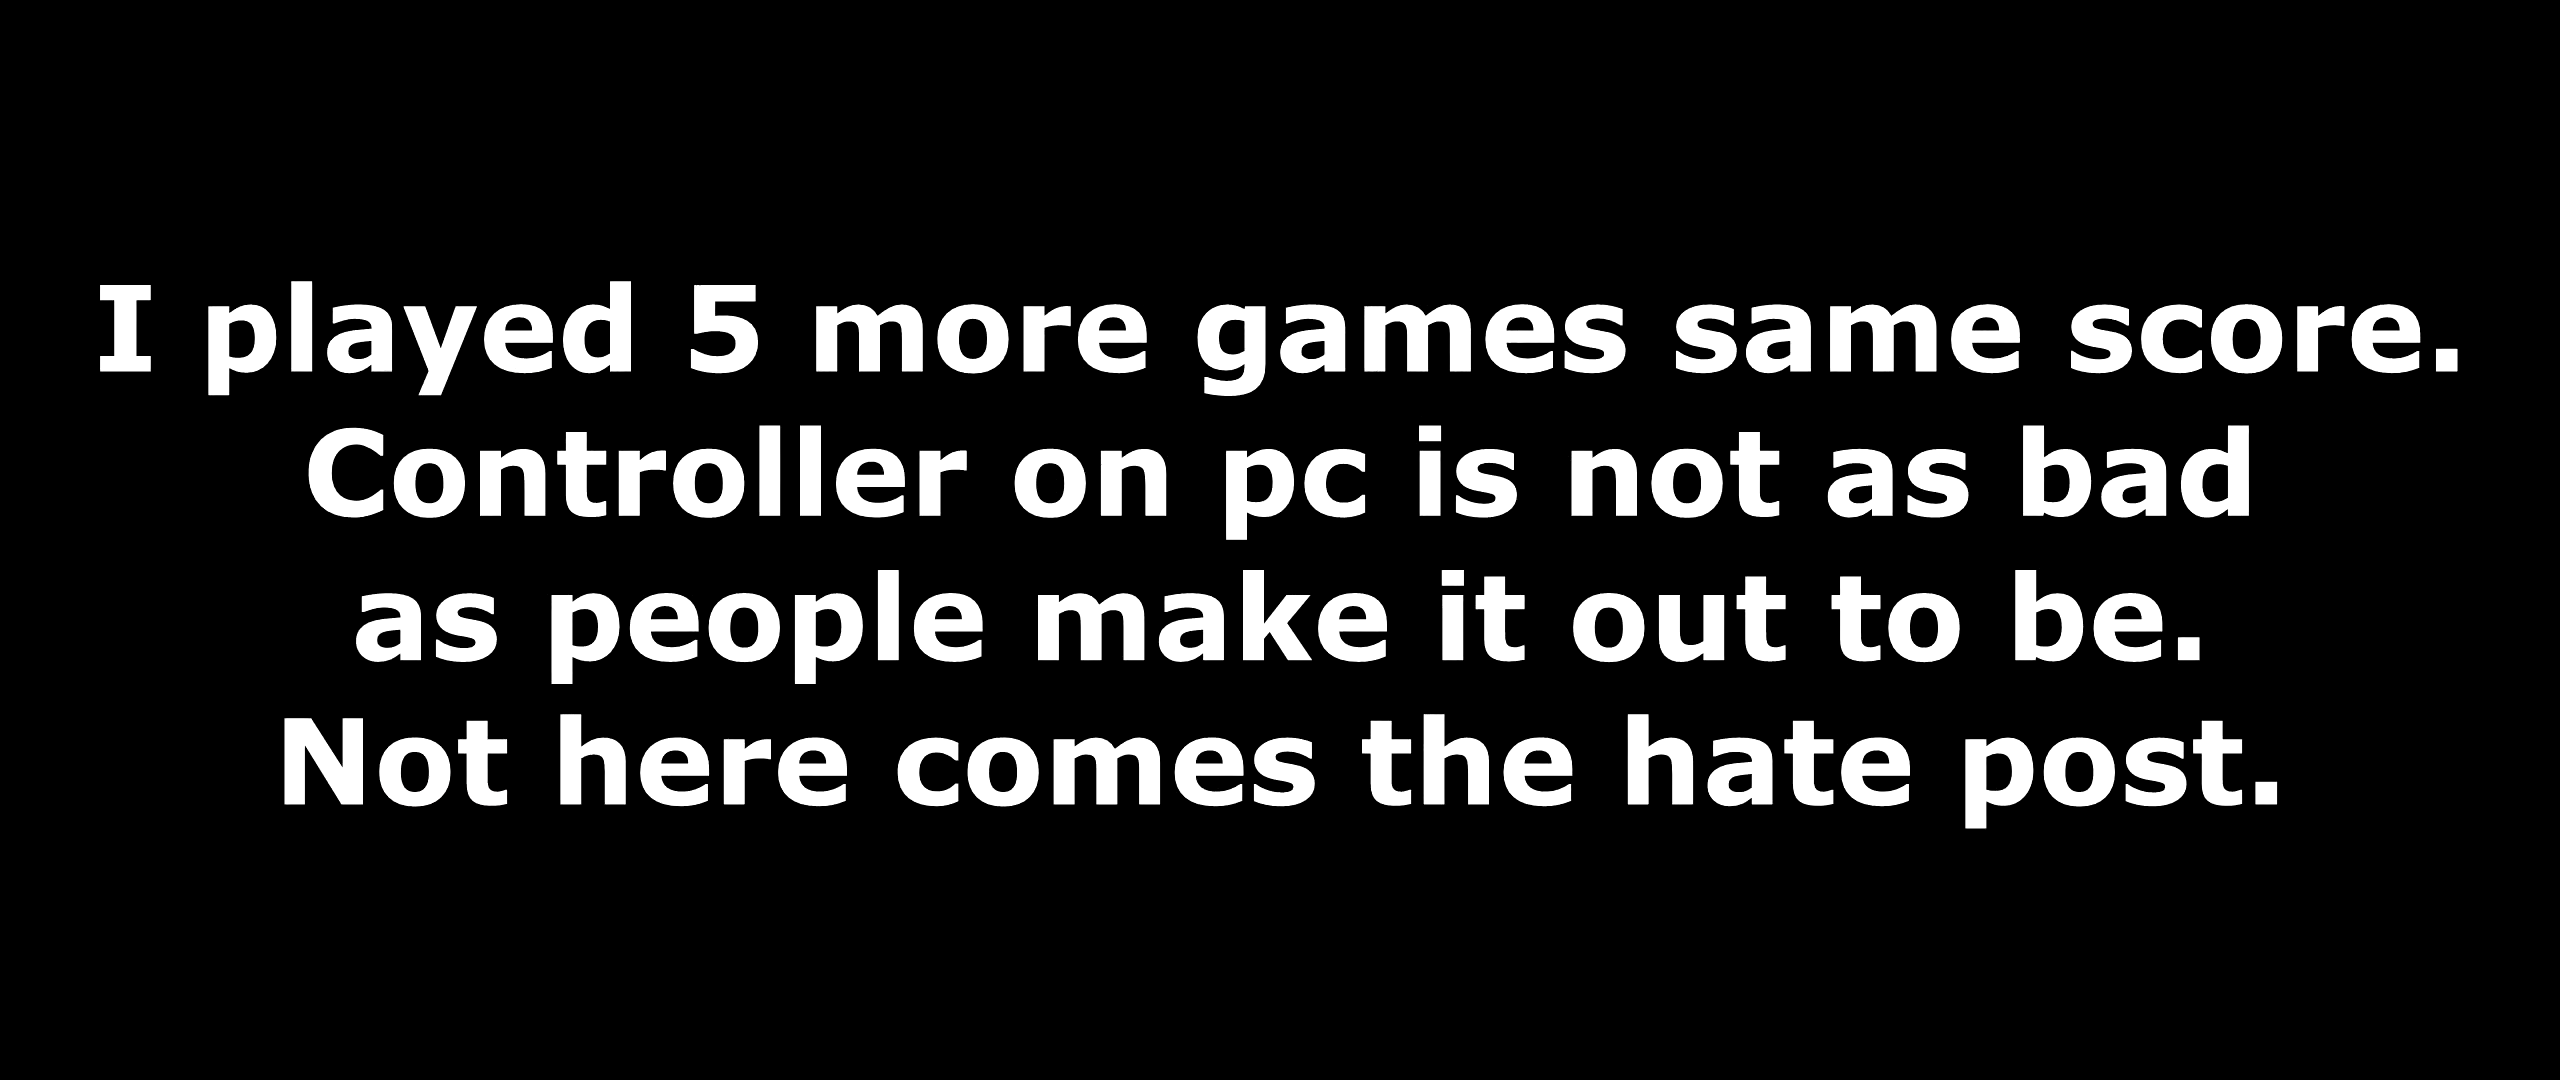 I played 5 more games same score.
Controller on pc is not as bad
as people make it out to be.
Not here comes the hate post.